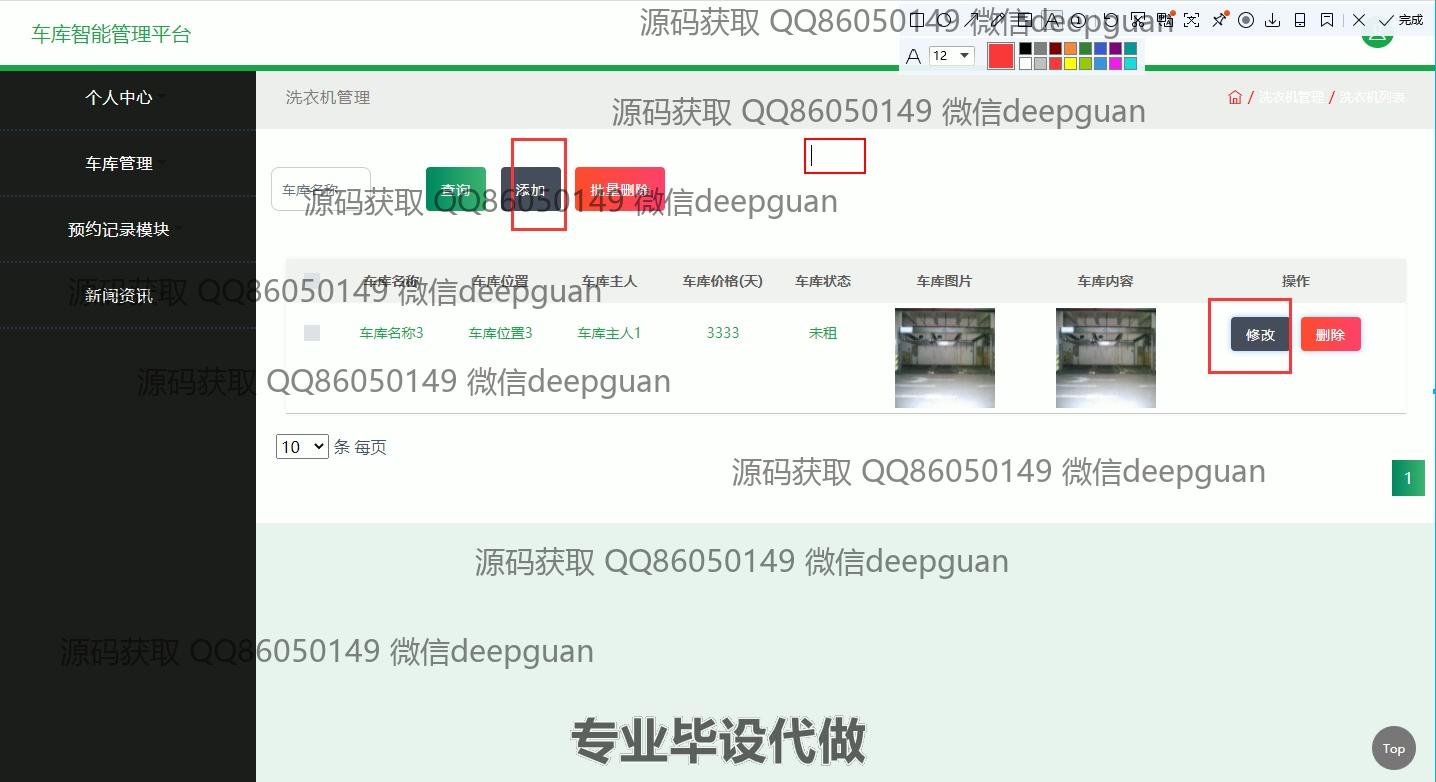 源码获取 QQ86050149 微信deepguan
完成
车库智能管理平台
A 12
个人中心
洗衣机管理
/ 洗衣机管理 / 洗衣机列表
源码获取 QQ86050149 微信deepguan
车库管理
车库名称 查询 添加 批量删除
源码获取 QQ86050149 微信deepguan
预约记录模块
车库名称 车库位置 车库主人 车库价格(天) 车库状态 车库图片 车库内容 操作
源码获取 QQ86050149 微信deepguan
新闻资讯
车库名称3 车库位置3 车库主人1 3333 未租 修改 删除
源码获取 QQ86050149 微信deepguan
10 条 每页
源码获取 QQ86050149 微信deepguan
1
源码获取 QQ86050149 微信deepguan
源码获取 QQ86050149 微信deepguan
专业毕设代做
Top